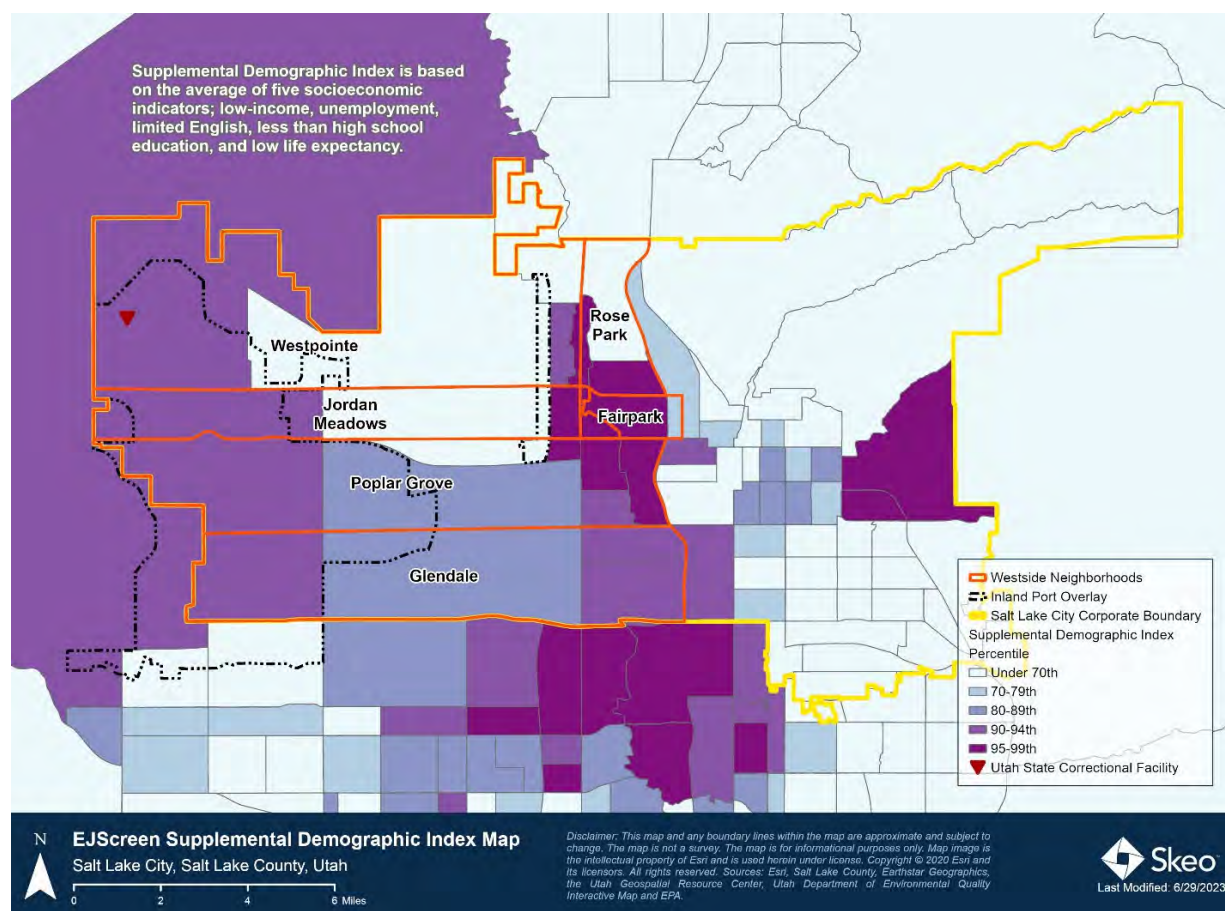 Supplemental Demographic Index is based
on the average of five socioeconomic
indicators; low-income, unemployment,
limited English, less than high school
education, and low life expectancy.
Rose
Park
Westpointe
Jordan
Meadows
Fairpark
Poplar Grove
Glendale
Westside Neighborhoods
Inland Port Overlay
Salt Lake City Corporate Boundary
Supplemental Demographic Index
Percentile
Under 70th
70-79th
80-89th
90-94th
95-99th
Utah State Correctional Facility
N
EJScreen Supplemental Demographic Index Map
Salt Lake City, Salt Lake County, Utah
0 2 4 6 Miles
Disclaimer: This map and any boundary lines within the map are approximate and subject to
change. The map is not a survey. The map is for informational purposes only. Map image is
the intellectual property of Esri and is used herein under license. Copyright © 2020 Esri and
its licensors. All rights reserved. Sources: Esri, Salt Lake County, Earthstar Geographics,
the Utah Geospatial Resource Center, Utah Department of Environmental Quality
Interactive Map and EPA.
Skeo
Last Modified: 6/29/2023